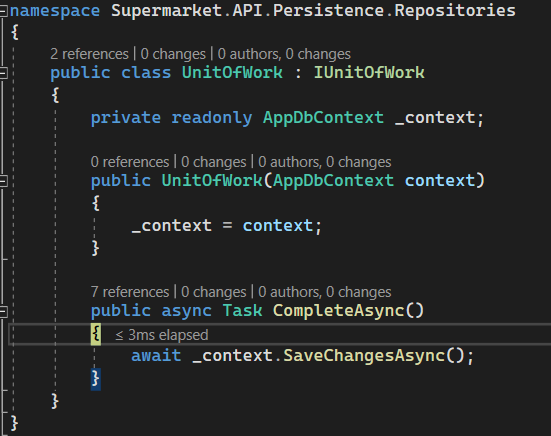 namespace Supermarket.API.Persistence.Repositories
{
2 references | 0 changes | 0 authors, 0 changes
public class UnitOfWork : IUnitOfWork
{
private readonly AppDbContext _context;
0 references | 0 changes | 0 authors, 0 changes
public UnitOfWork(AppDbContext context)
{
_context = context;
}
7 references | 0 changes | 0 authors, 0 changes
public async Task CompleteAsync()
{ ≤ 3ms elapsed
await _context.SaveChangesAsync();
}
}
}